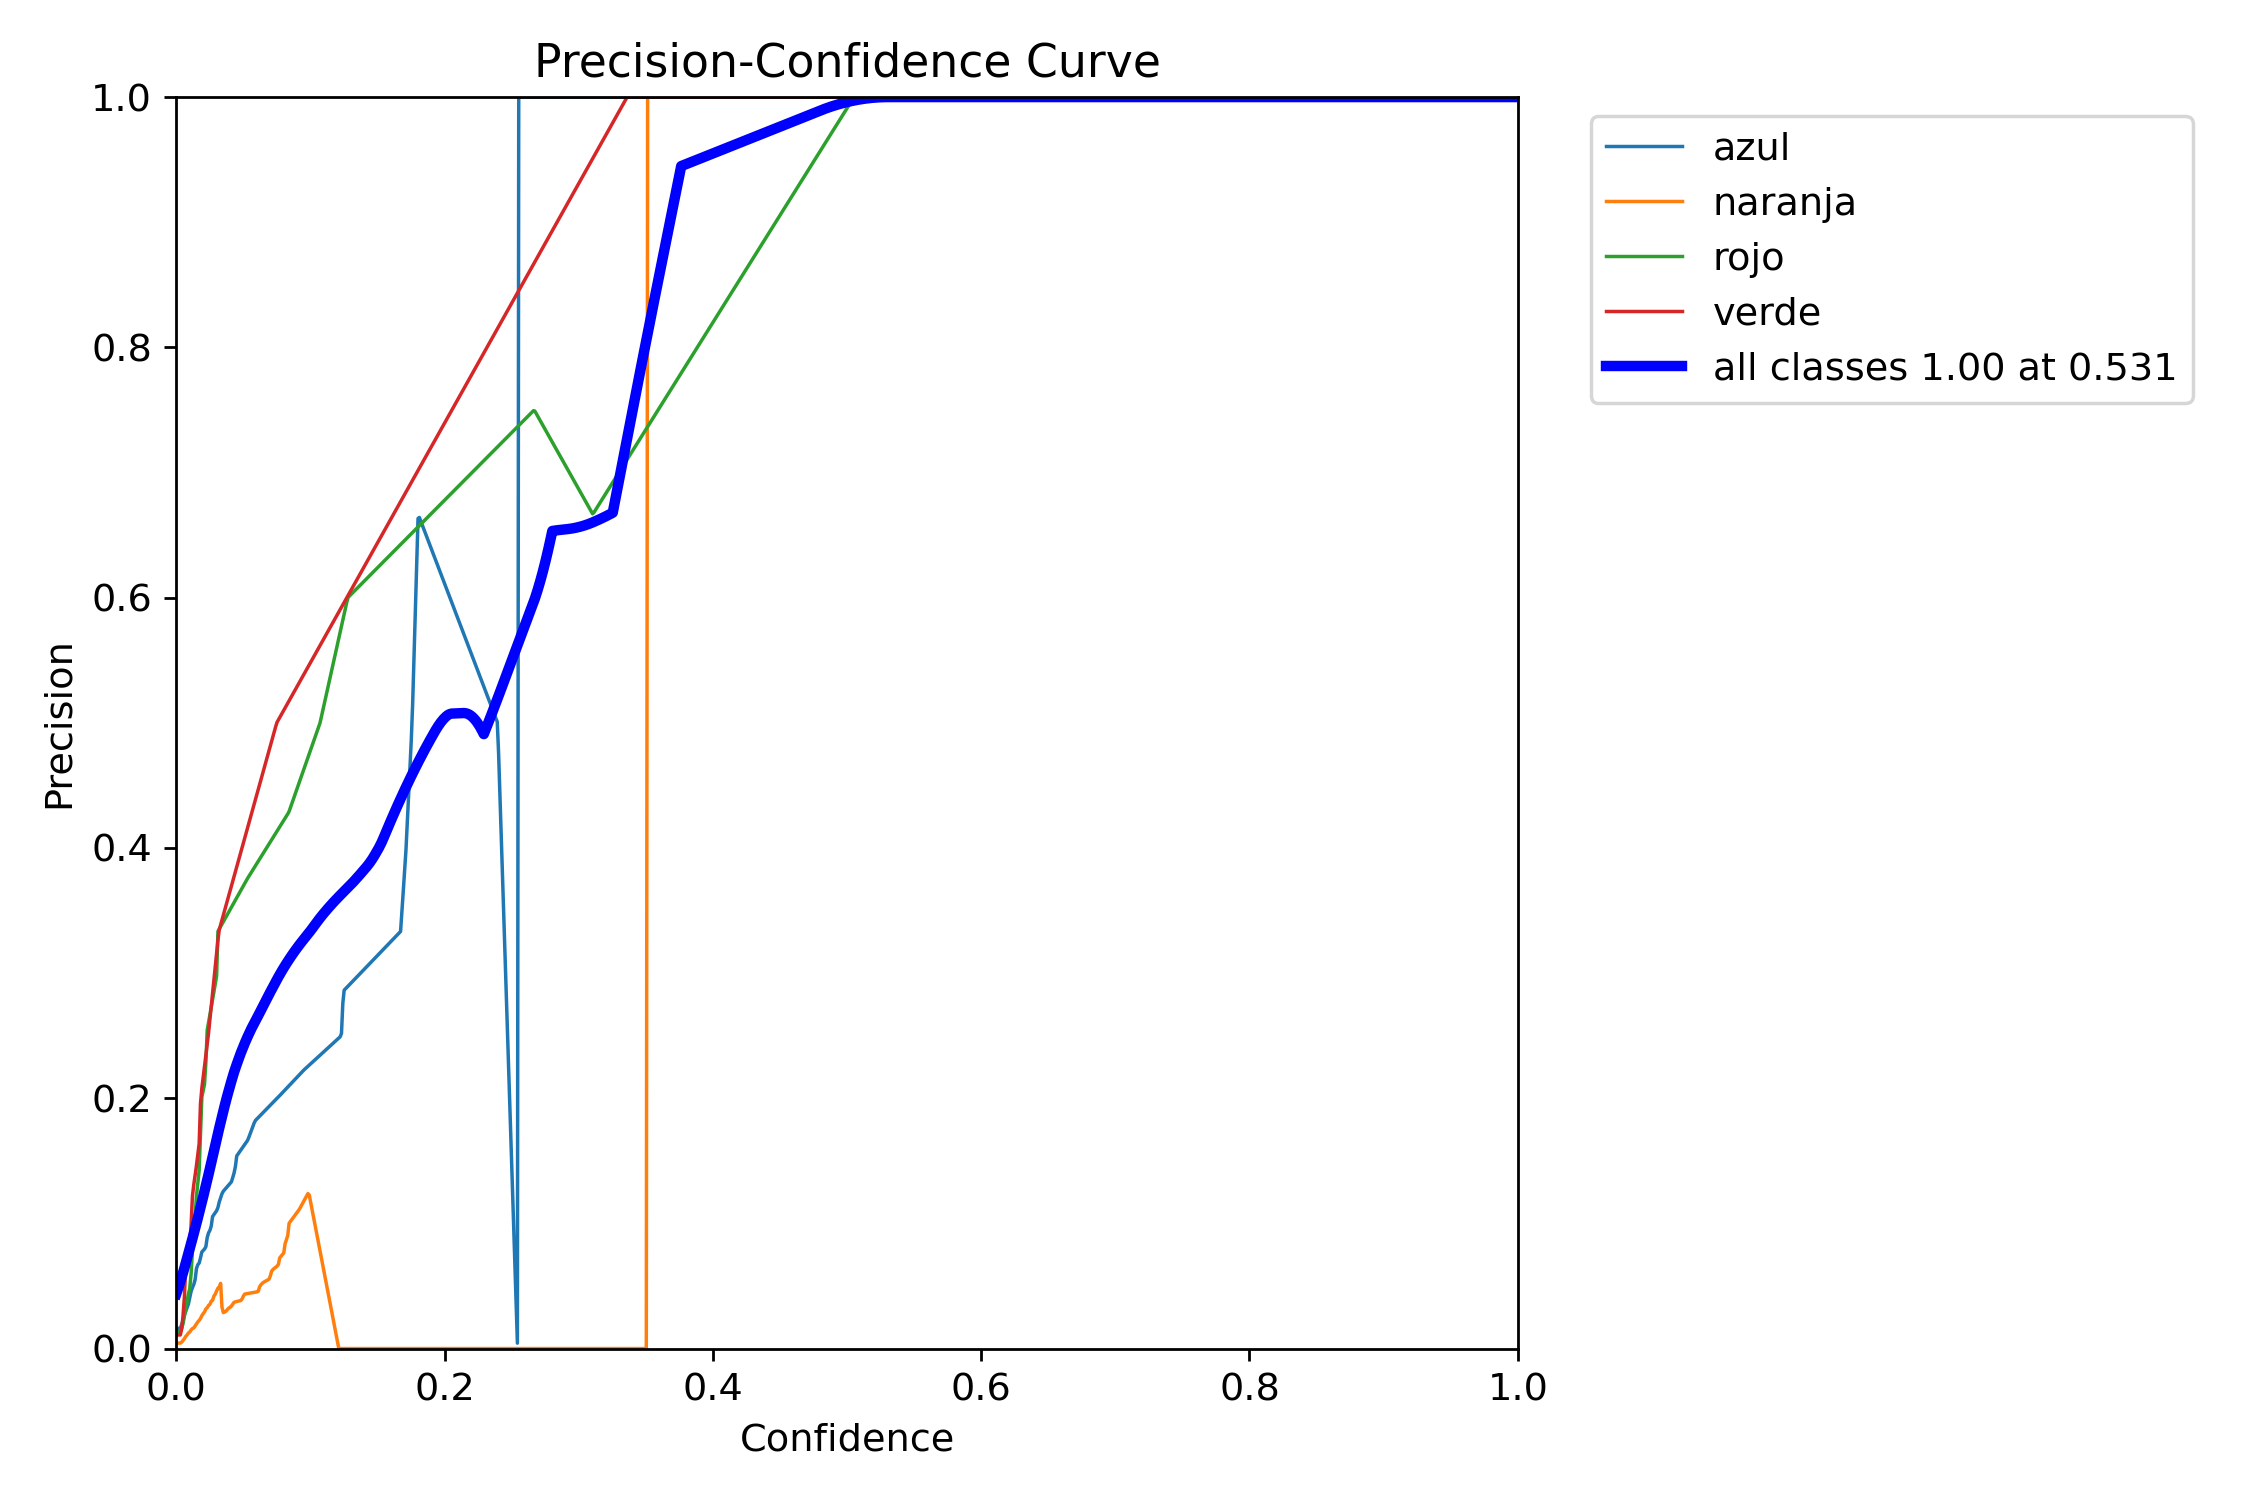 Precision-Confidence Curve
1.0
0.8
0.6
0.4
0.2
0.0
Precision
0.0 0.2 0.4 0.6 0.8 1.0
Confidence
azul
naranja
rojo
verde
all classes 1.00 at 0.531